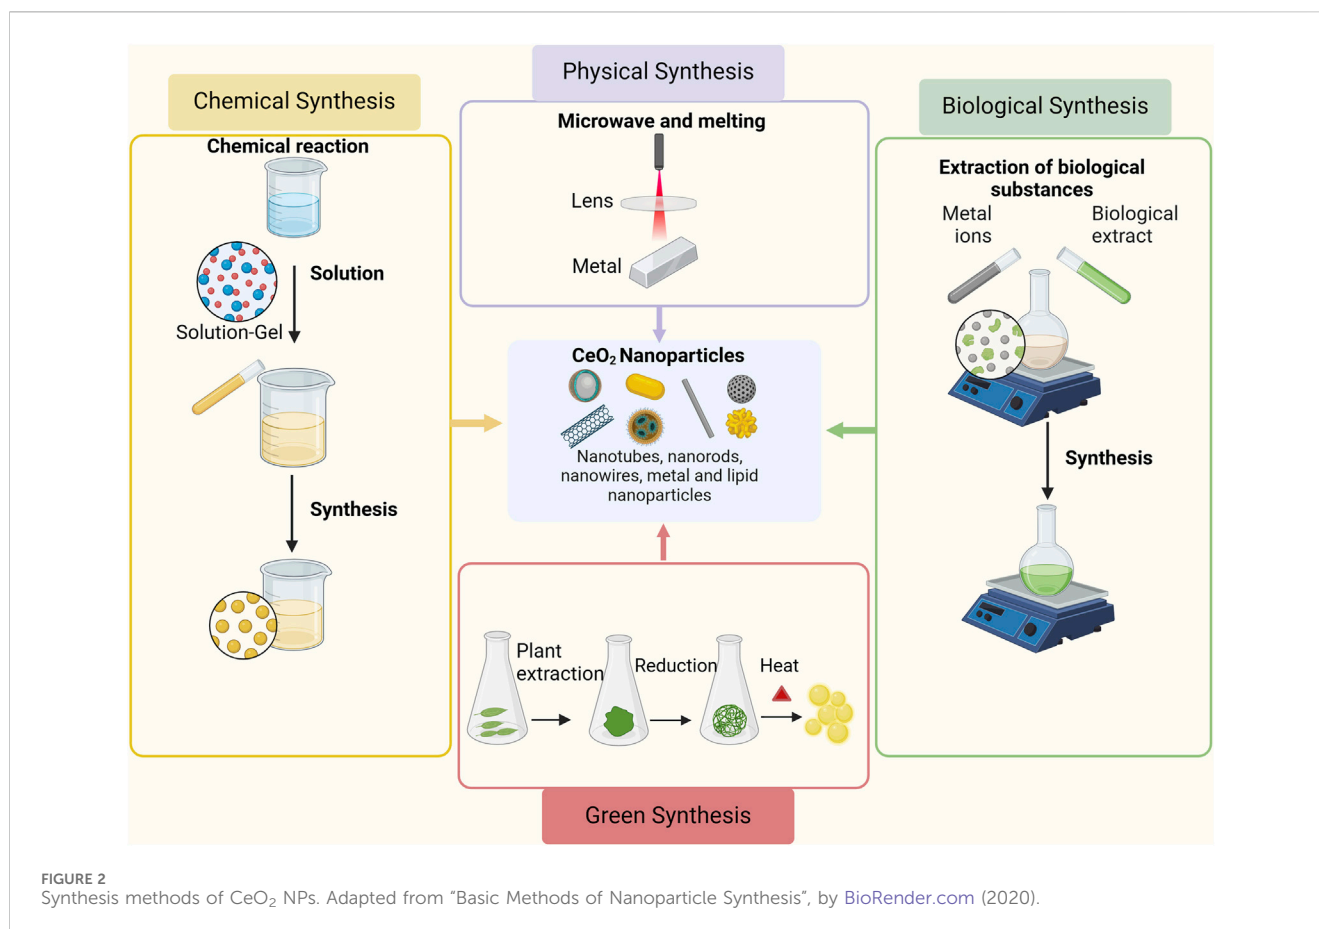 Physical Synthesis
Chemical Synthesis
Biological Synthesis
Chemical reaction
Solution
Solution-Gel
Synthesis
Microwave and melting
Lens
Metal
Extraction of biological
substances
Metal
ions
Biological
extract
Synthesis
CeO₂ Nanoparticles
Nanotubes, nanorods,
nanowires, metal and lipid
nanoparticles
Plant
extraction
Reduction
Heat
Green Synthesis
FIGURE 2
Synthesis methods of CeO₂ NPs. Adapted from “Basic Methods of Nanoparticle Synthesis”, by BioRender.com (2020).